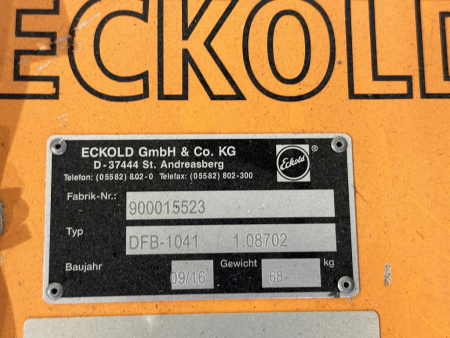 ECKOLD
ECKOLD GmbH & Co. KG
D-37444 St. Andreasberg
Telefon: (05582) 802-0 Telefax: (05582) 802-300
Eckold ®
Fabrik-Nr.: 900015523
Typ DFB-1041 1.08702
Baujahr 09/16 Gewicht 68- kg